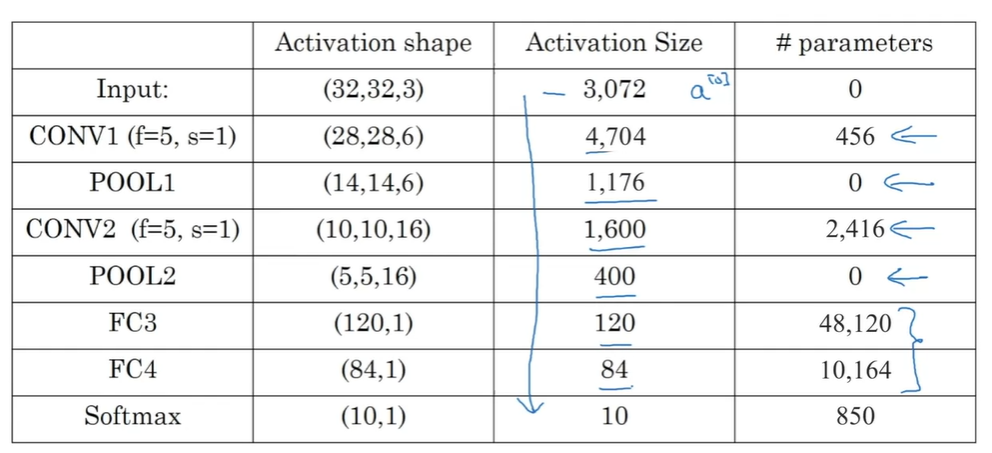 Activation shape Activation Size # parameters
Input: (32,32,3) — 3,072 a[0] 0
CONV1 (f=5, s=1) (28,28,6) 4,704 456 ←
POOL1 (14,14,6) 1,176 0 ←
CONV2 (f=5, s=1) (10,10,16) 1,600 2,416 ←
POOL2 (5,5,16) 400 0 ←
FC3 (120,1) 120 48,120 }
FC4 (84,1) 84 10,164
Softmax (10,1) 10 850